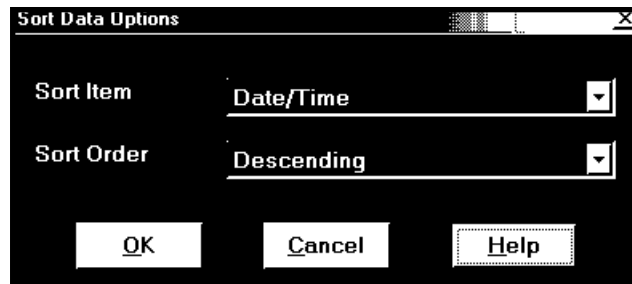 Sort Data Options
Sort Item
Date/Time
Sort Order
Descending
OK
Cancel
Help